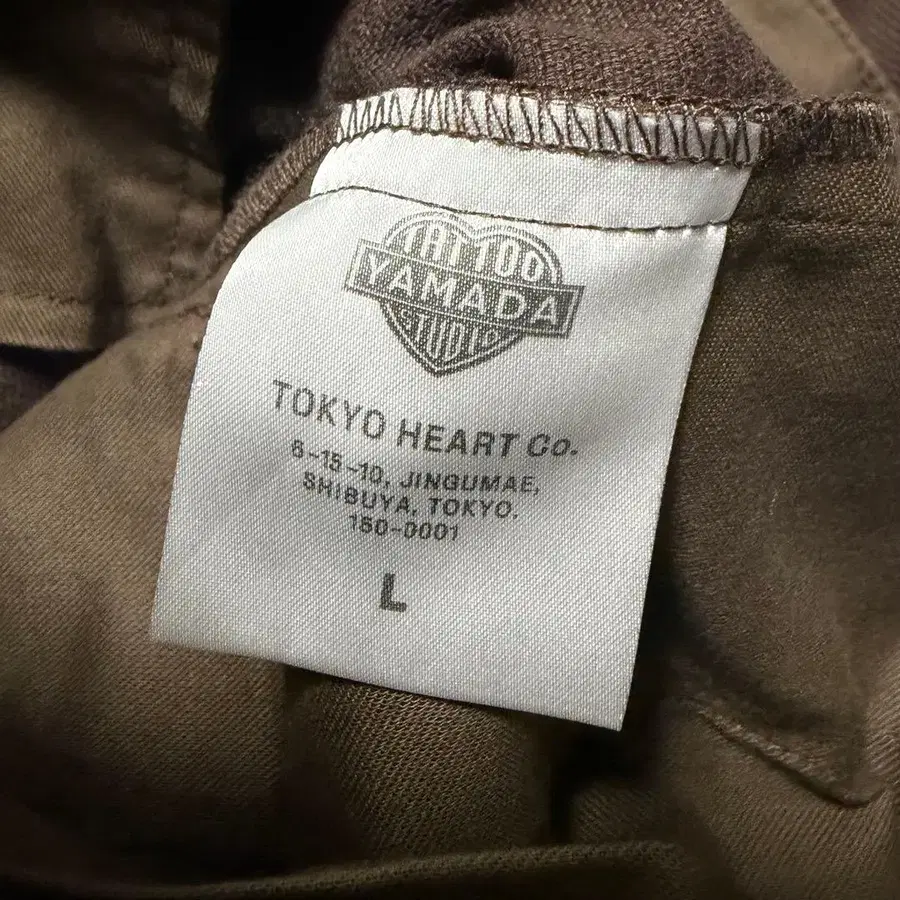 TATTOO
YAMADA
STUDIO
TOKYO HEART Co.
6-15-10, JINGUMAE,
SHIBUYA, TOKYO.
150-0001
L